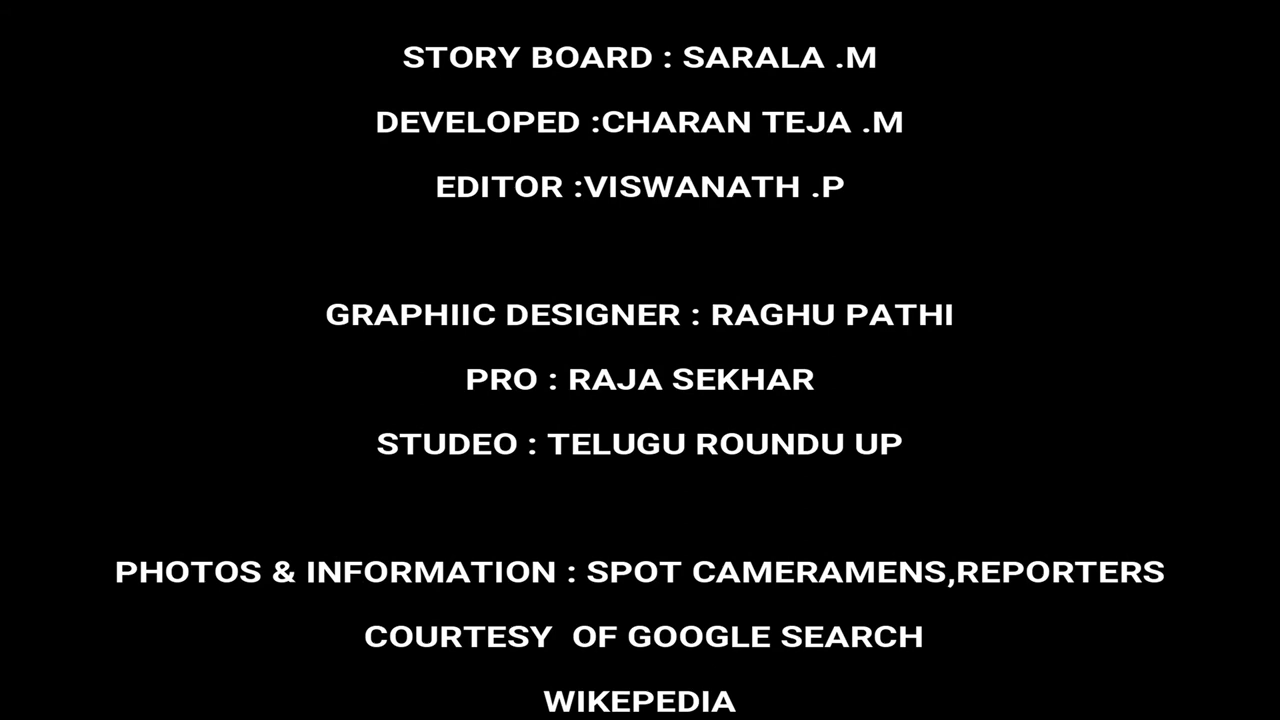 STORY BOARD : SARALA .M
DEVELOPED :CHARAN TEJA .M
EDITOR :VISWANATH .P
GRAPHIIC DESIGNER : RAGHU PATHI
PRO : RAJA SEKHAR
STUDEO : TELUGU ROUNDU UP
PHOTOS & INFORMATION : SPOT CAMERAMENS,REPORTERS
COURTESY  OF GOOGLE SEARCH
WIKEPEDIA